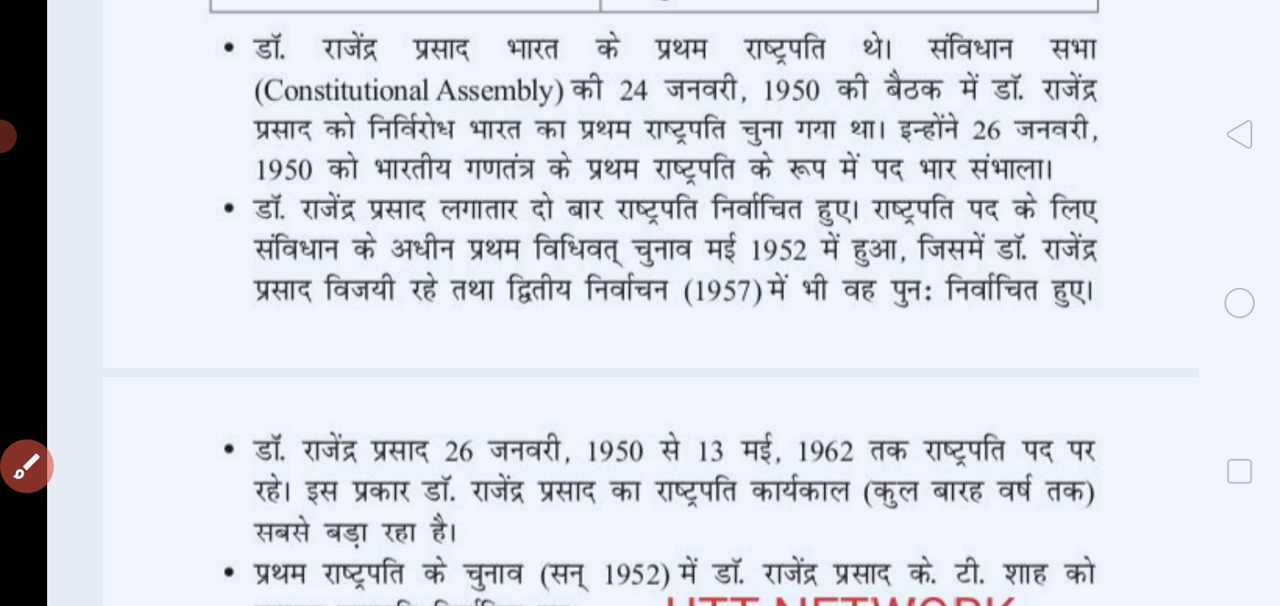 • डॉ. राजेंद्र प्रसाद भारत के प्रथम राष्ट्रपति थे। संविधान सभा
(Constitutional Assembly) की 24 जनवरी, 1950 की बैठक में डॉ. राजेंद्र
प्रसाद को निर्विरोध भारत का प्रथम राष्ट्रपति चुना गया था। इन्होंने 26 जनवरी,
1950 को भारतीय गणतंत्र के प्रथम राष्ट्रपति के रूप में पद भार संभाला।
• डॉ. राजेंद्र प्रसाद लगातार दो बार राष्ट्रपति निर्वाचित हुए। राष्ट्रपति पद के लिए
संविधान के अधीन प्रथम विधिवत् चुनाव मई 1952 में हुआ, जिसमें डॉ. राजेंद्र
प्रसाद विजयी रहे तथा द्वितीय निर्वाचन (1957) में भी वह पुन: निर्वाचित हुए।
• डॉ. राजेंद्र प्रसाद 26 जनवरी, 1950 से 13 मई, 1962 तक राष्ट्रपति पद पर
रहे। इस प्रकार डॉ. राजेंद्र प्रसाद का राष्ट्रपति कार्यकाल (कुल बारह वर्ष तक)
सबसे बड़ा रहा है।
• प्रथम राष्ट्रपति के चुनाव (सन् 1952) में डॉ. राजेंद्र प्रसाद के. टी. शाह को
NETWORK